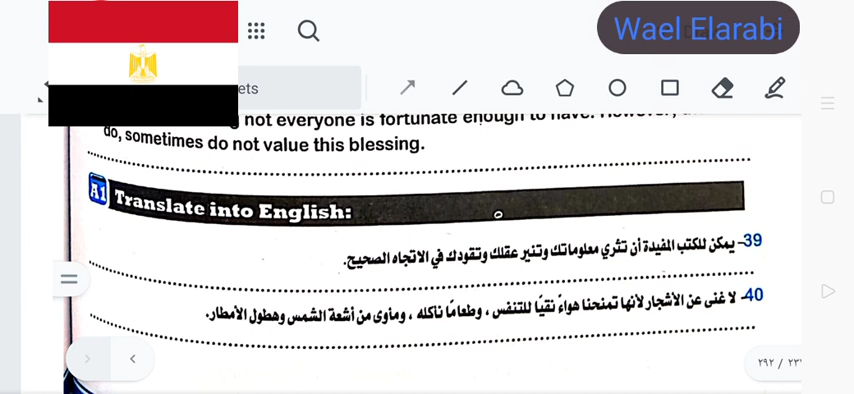 Wael Elarabi
ets
not everyone is fortunate enough to have. However,
do, sometimes do not value this blessing.
A1 Translate into English:
39- يمكن للكتب المفيدة أن تثري معلوماتك وتنير عقلك وتقودك في الاتجاه الصحيح.
40- لا غنى عن الأشجار لأنها تمنحنا هواءً نقيًا للتنفس ، وطعامًا نأكله ، ومأوى من أشعة الشمس وهطول الأمطار.